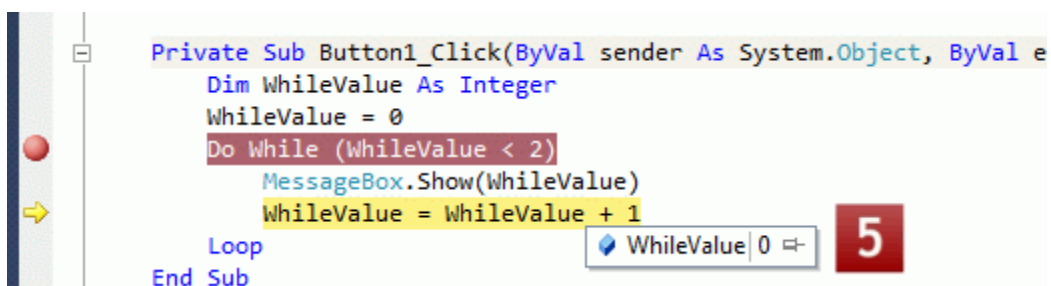 Private Sub Button1_Click(ByVal sender As System.Object, ByVal e
Dim WhileValue As Integer
WhileValue = 0
Do While (WhileValue < 2)
MessageBox.Show(WhileValue)
WhileValue = WhileValue + 1
Loop
WhileValue 0
5
End Sub